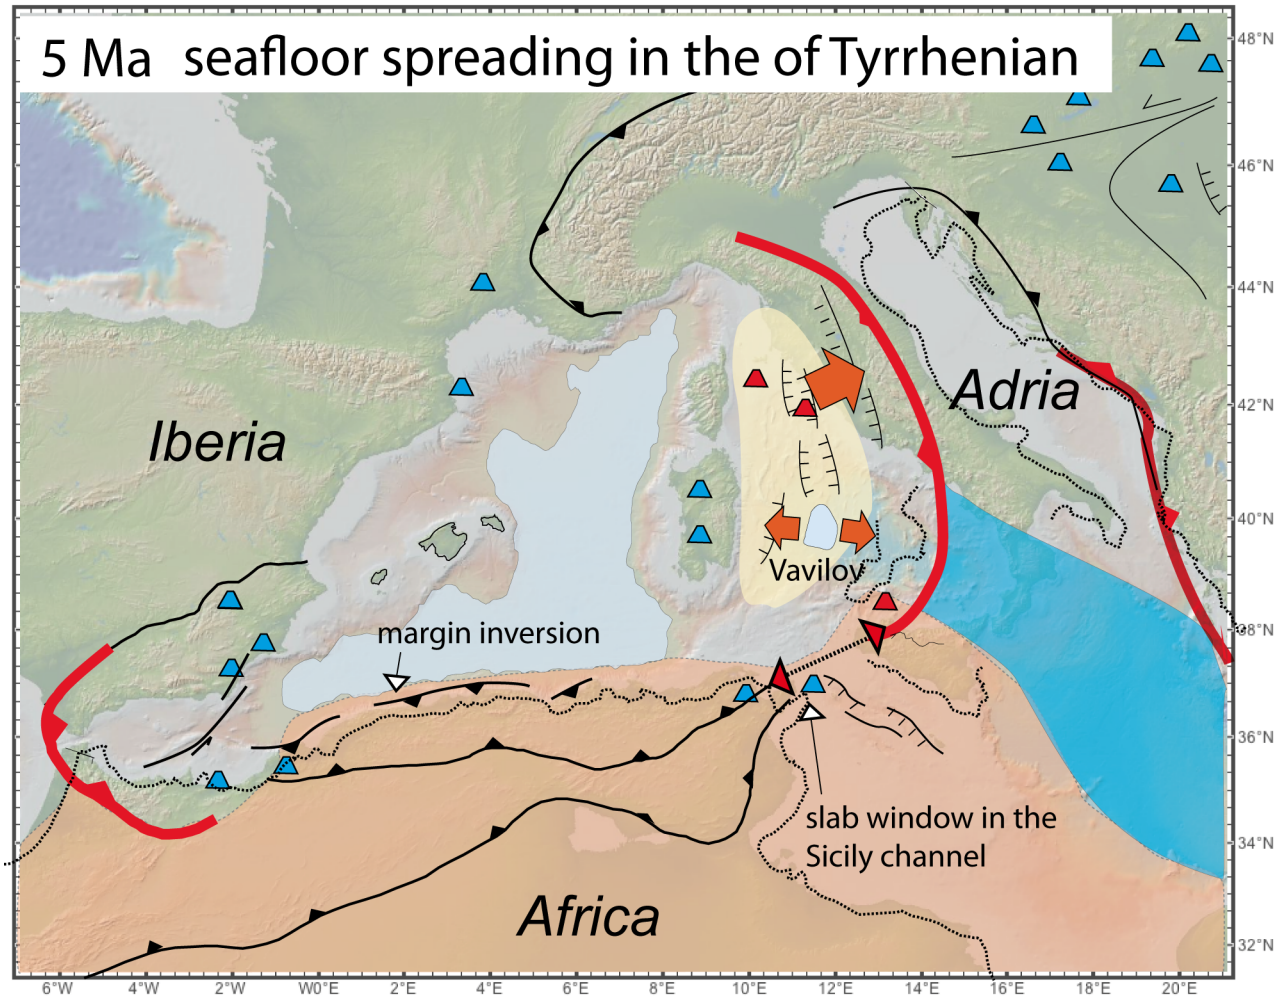 5 Ma seafloor spreading in the of Tyrrhenian
48°N
46°N
44°N
Adria
42°N
Iberia
40°N
Vavilov
margin inversion
38°N
36°N
slab window in the
Sicily channel
34°N
Africa
32°N
6°W 4°W 2°W W0°E 2°E 4°E 6°E 8°E 10°E 12°E 14°E 16°E 18°E 20°E